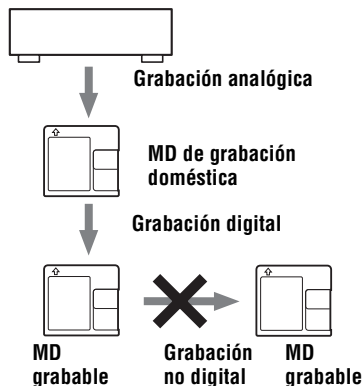 Grabación analógica
MD de grabación
doméstica
Grabación digital
MD
grabable
Grabación
no digital
MD
grabable